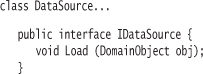 class DataSource...
public interface IDataSource {
void Load (DomainObject obj);
}